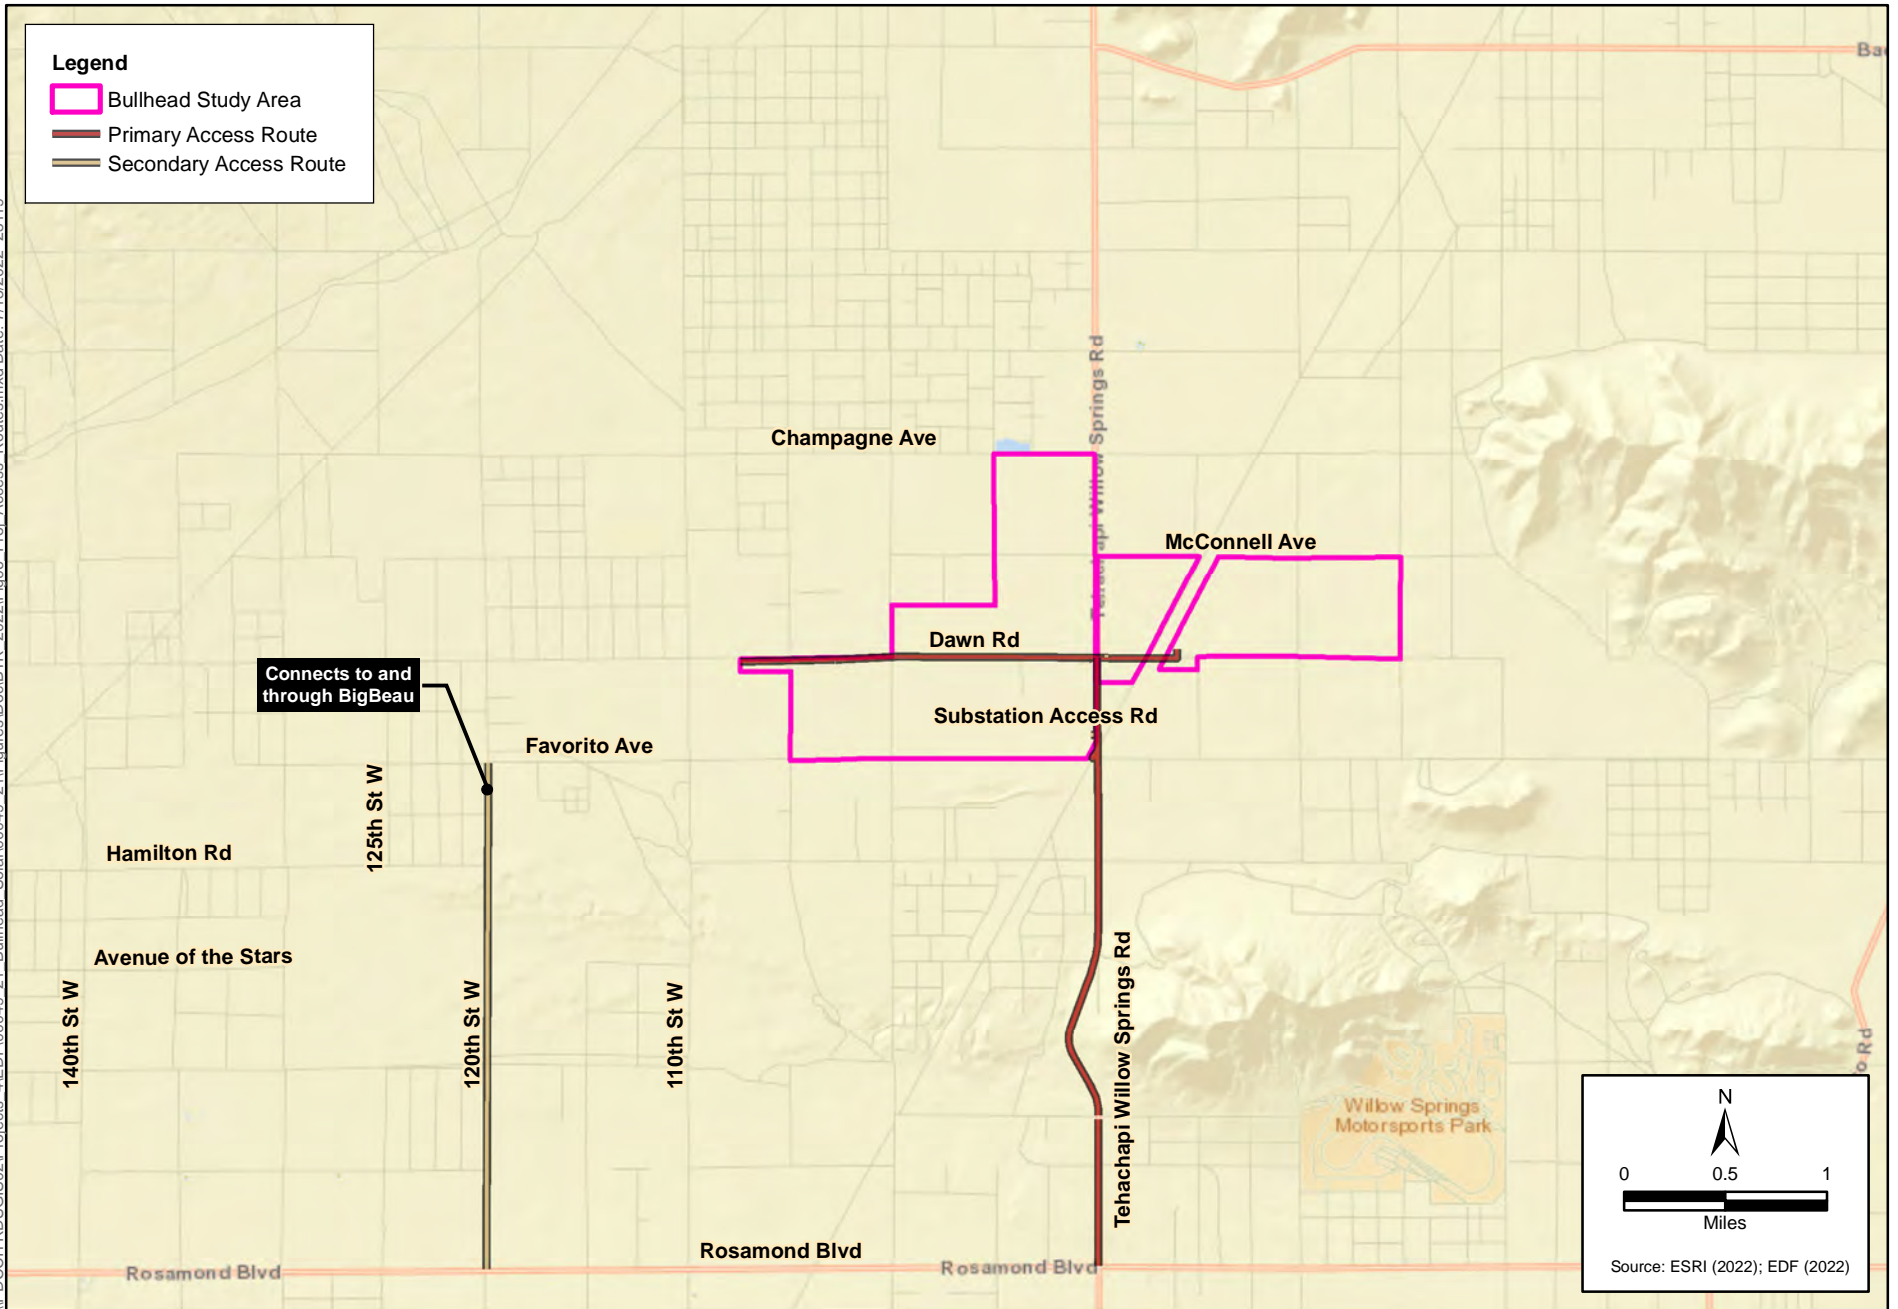 Legend
Bullhead Study Area
Primary Access Route
Secondary Access Route
Tehachapi Willow Springs Rd
Champagne Ave
McConnell Ave
Dawn Rd
Connects to and
through BigBeau
Substation Access Rd
Favorito Ave
125th St W
Hamilton Rd
Avenue of the Stars
140th St W
120th St W
110th St W
Tehachapi Willow Springs Rd
Willow Springs
Motorsports Park
Rosamond Blvd
Rosamond Blvd
Rosamond Blvd
N
0 0.5 1
Miles
Source: ESRI (2022); EDF (2022)